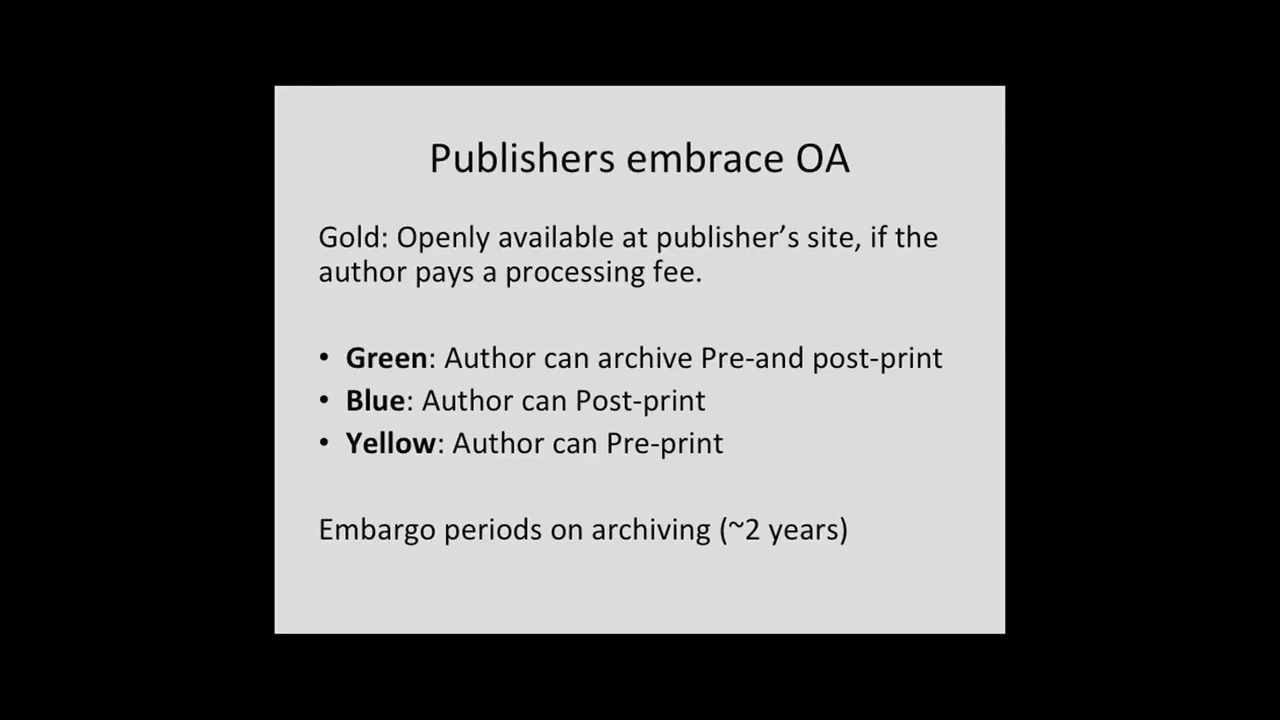 Publishers embrace OA
Gold: Openly available at publisher’s site, if the
author pays a processing fee.
• Green: Author can archive Pre-and post-print
• Blue: Author can Post-print
• Yellow: Author can Pre-print
Embargo periods on archiving (~2 years)